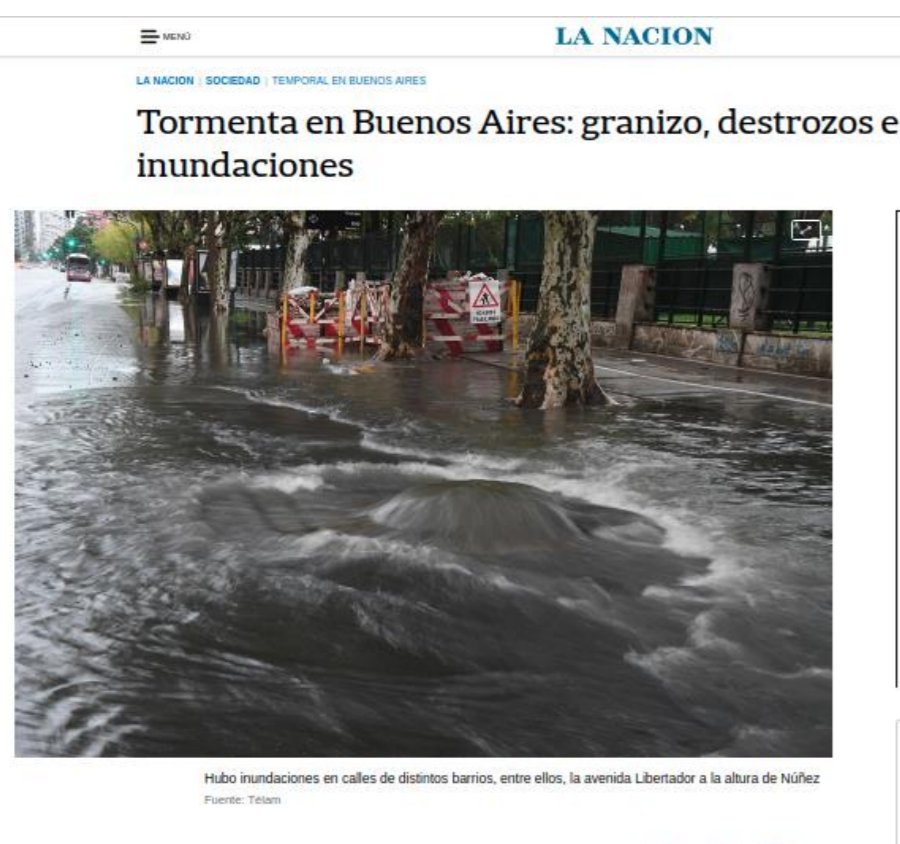 MENÚ
LA NACION
LA NACION | SOCIEDAD | TEMPORAL EN BUENOS AIRES
Tormenta en Buenos Aires: granizo, destrozos e
inundaciones
Hubo inundaciones en calles de distintos barrios, entre ellos, la avenida Libertador a la altura de Núñez
Fuente: Télam